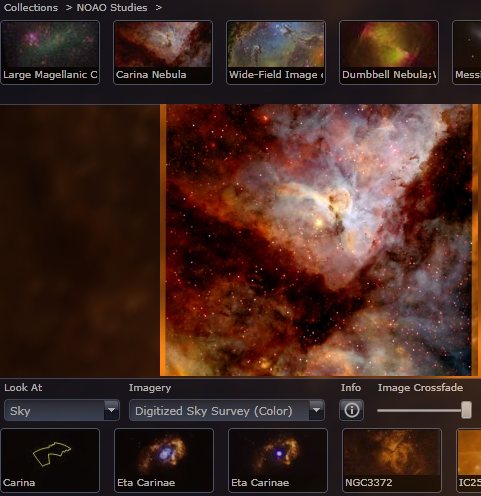 Collections > NOAO Studies >
Large Magellanic C Carina Nebula Wide-Field Image Dumbbell Nebula; Messi
Look At Imagery Info Image Crossfade
Sky Digitized Sky Survey (Color)
Carina Eta Carinae Eta Carinae NGC3372 IC25